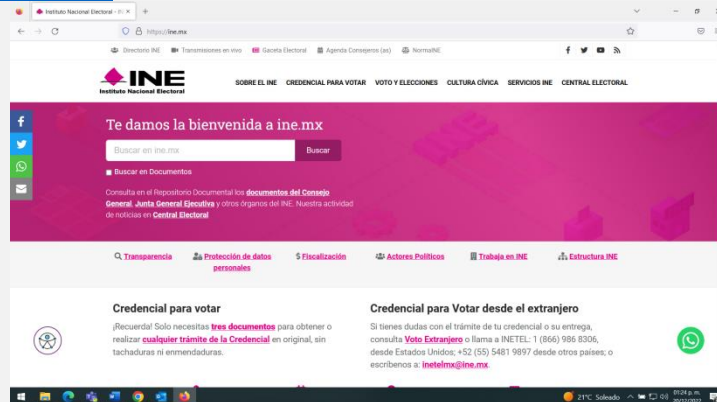 Instituto Nacional Electoral - IN
https://ine.mx
Directorio INE Transmisiones en vivo Gaceta Electoral Agenda Consejeros (as) NormaINE
INE
Instituto Nacional Electoral
SOBRE EL INE CREDENCIAL PARA VOTAR VOTO Y ELECCIONES CULTURA CÍVICA SERVICIOS INE CENTRAL ELECTORAL
Te damos la bienvenida a ine.mx
Buscar en ine.mx Buscar
Buscar en Documentos
Consulta en el Repositorio Documental los documentos del Consejo
General, Junta General Ejecutiva y otros órganos del INE. Nuestra actividad
de noticias en Central Electoral
Transparencia Protección de datos personales $ Fiscalización Actores Políticos Trabaja en INE Estructura INE
Credencial para votar
¡Recuerda! Solo necesitas tres documentos para obtener o
realizar cualquier trámite de la Credencial en original, sin
tachaduras ni enmendaduras.
Credencial para Votar desde el extranjero
Si tienes dudas con el trámite de tu credencial o su entrega,
consulta Voto Extranjero o llama a INETEL: 1 (866) 986 8306,
desde Estados Unidos; +52 (55) 5481 9897 desde otros países; o
escríbenos a: inetelmx@ine.mx.
21°C Soleado
01:24 p. m.
20/12/2022